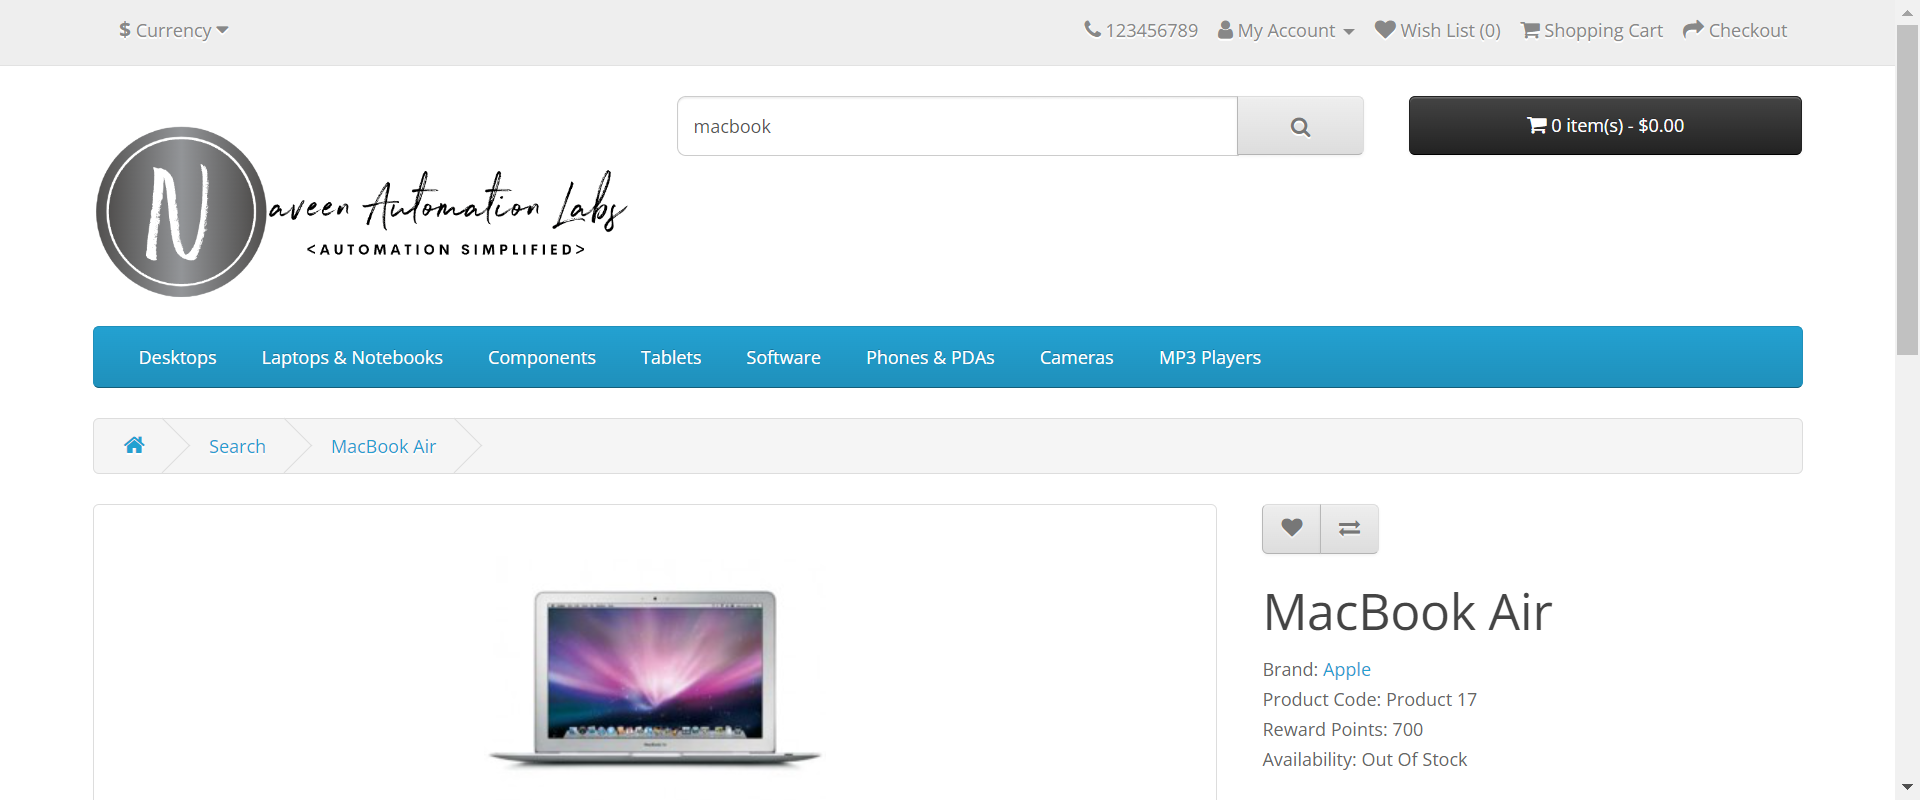 $ Currency
123456789 My Account Wish List (0) Shopping Cart Checkout
macbook
0 item(s) - $0.00
N aveen Automation Labs
<AUTOMATION SIMPLIFIED>
Desktops Laptops & Notebooks Components Tablets Software Phones & PDAs Cameras MP3 Players
Search MacBook Air
MacBook Air
Brand: Apple
Product Code: Product 17
Reward Points: 700
Availability: Out Of Stock